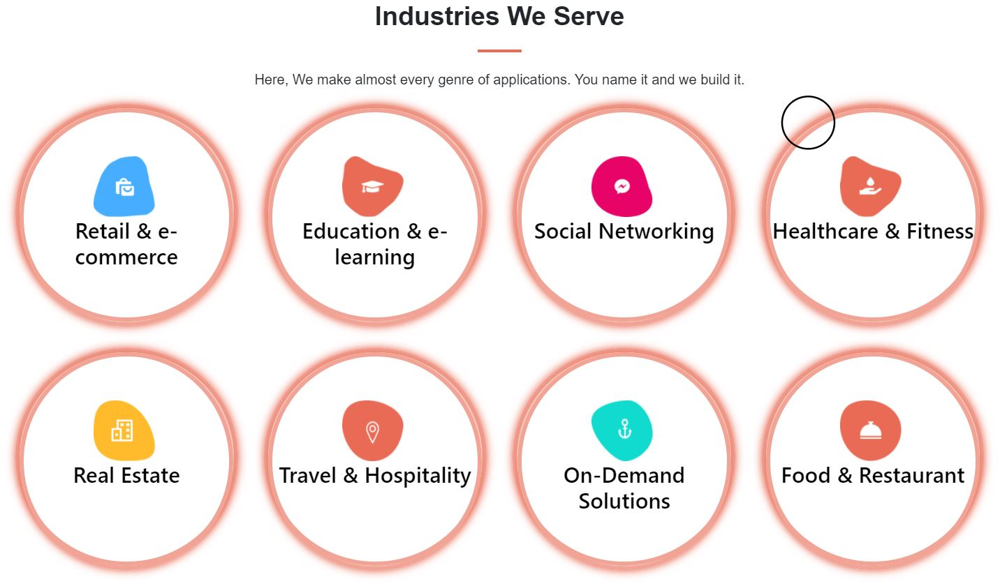 Industries We Serve
Here, We make almost every genre of applications. You name it and we build it.
Retail & e-
commerce
Education & e-
learning
Social Networking
Healthcare & Fitness
Real Estate
Travel & Hospitality
On-Demand
Solutions
Food & Restaurant